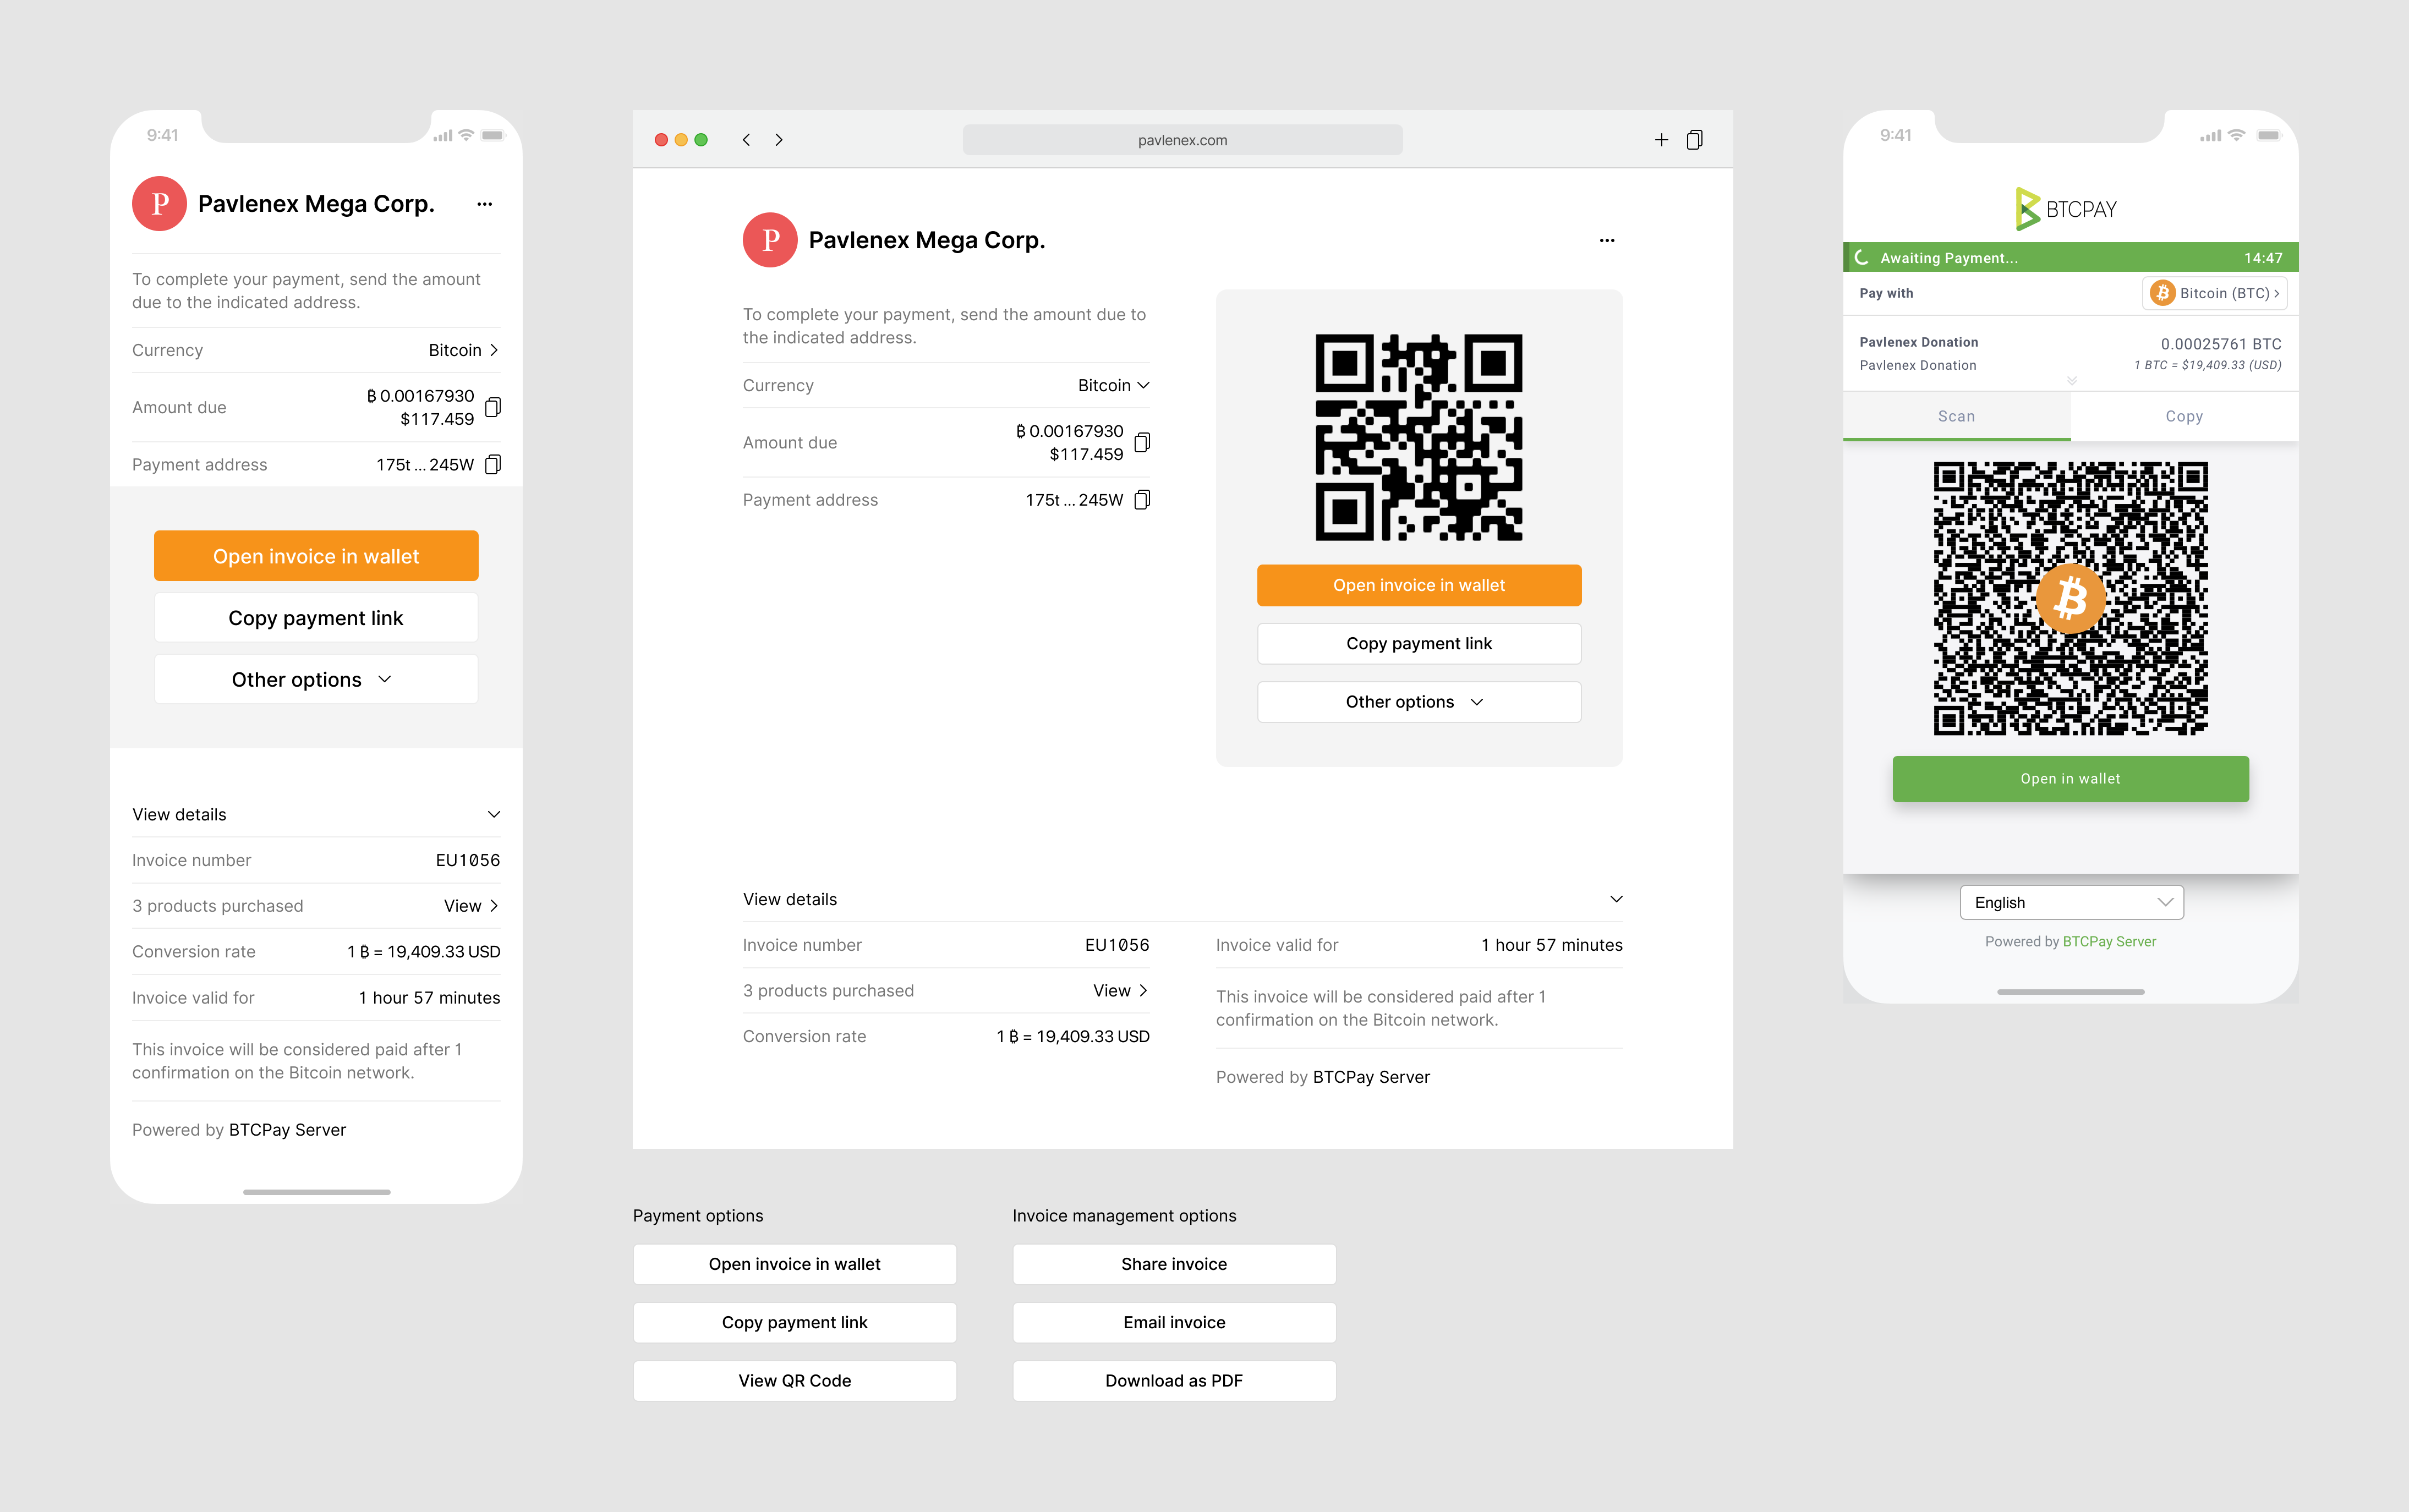 9:41
P
Pavlenex Mega Corp.
To complete your payment, send the amount
due to the indicated address.
Currency
Bitcoin
Amount due
₿ 0.00167930
$117.459
Payment address
175t ... 245W
Open invoice in wallet
Copy payment link
Other options
View details
Invoice number
EU1056
3 products purchased
View
Conversion rate
1 ₿ = 19,409.33 USD
Invoice valid for
1 hour 57 minutes
This invoice will be considered paid after 1
confirmation on the Bitcoin network.
Powered by BTCPay Server
pavlenex.com
P
Pavlenex Mega Corp.
To complete your payment, send the amount due to
the indicated address.
Currency
Bitcoin
Amount due
₿ 0.00167930
$117.459
Payment address
175t ... 245W
Open invoice in wallet
Copy payment link
Other options
View details
Invoice number
EU1056
3 products purchased
View
Conversion rate
1 ₿ = 19,409.33 USD
Invoice valid for
1 hour 57 minutes
This invoice will be considered paid after 1
confirmation on the Bitcoin network.
Powered by BTCPay Server
Payment options
Open invoice in wallet
Copy payment link
View QR Code
Invoice management options
Share invoice
Email invoice
Download as PDF
9:41
BTCPAY
Awaiting Payment...
14:47
Pay with
Bitcoin (BTC)
Pavlenex Donation
0.00025761 BTC
Pavlenex Donation
1 BTC = $19,409.33 (USD)
Scan
Copy
Open in wallet
English
Powered by BTCPay Server